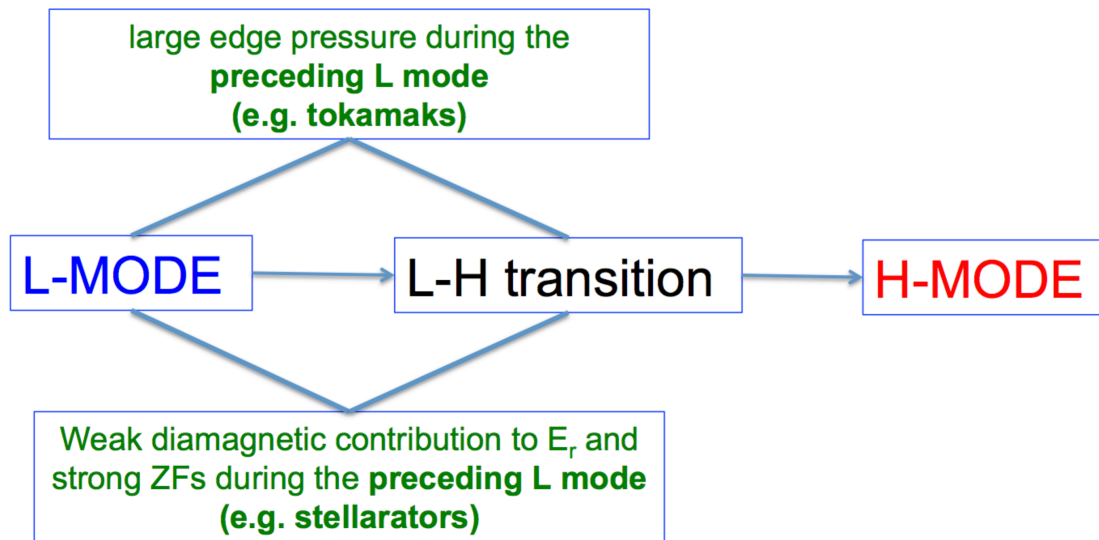 large edge pressure during the
preceding L mode
(e.g. tokamaks)
L-MODE
L-H transition
H-MODE
Weak diamagnetic contribution to Er and
strong ZFs during the preceding L mode
(e.g. stellarators)